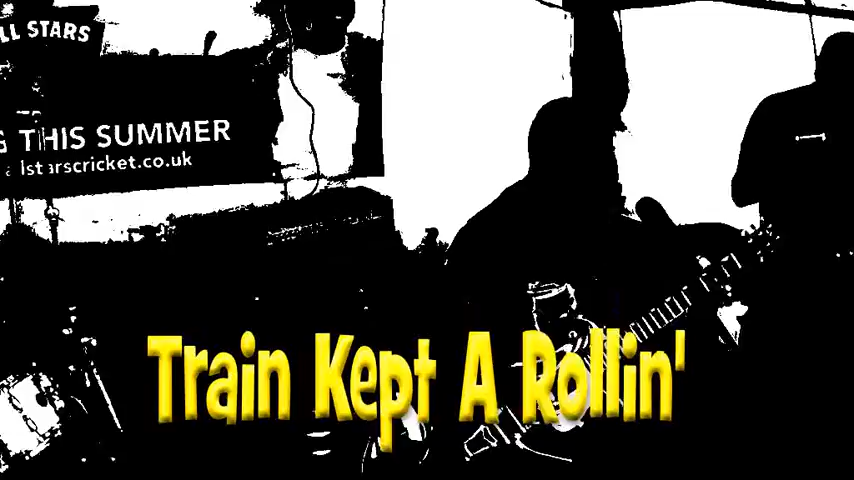 LL STARS
G THIS SUMMER
lstarscricket.co.uk
Train Kept A Rollin'